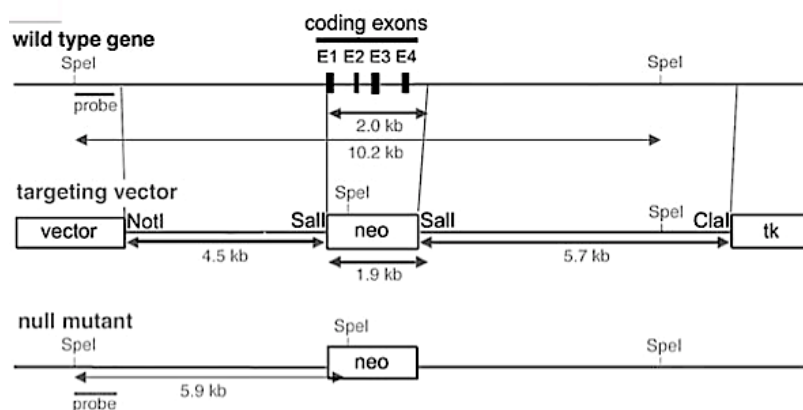 coding exons
wild type gene
E1 E2 E3 E4
SpeI SpeI
probe
2.0 kb
10.2 kb
targeting vector
SpeI
vector NotI SalI neo SalI SpeI ClaI tk
4.5 kb 5.7 kb
1.9 kb
null mutant
SpeI SpeI SpeI
neo
5.9 kb
probe